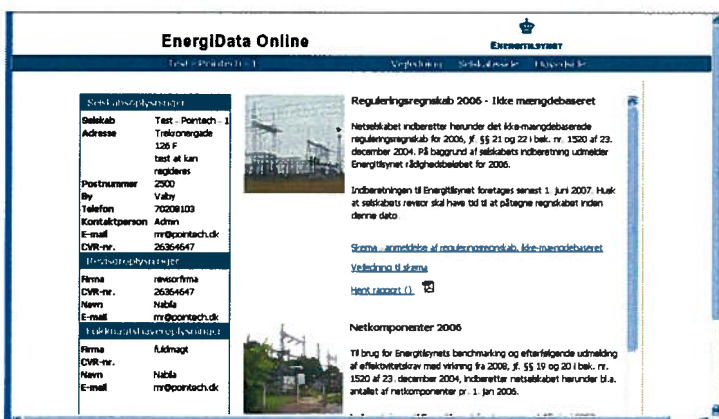 EnergiData Online
ENERGITILSYNET
Test - Pointech - 1
Vejledning Selskabsside Hovedside
Selskabsoplysninger
Selskab Test - Pointech - 1
Adresse Trekronergade
126 F
test at kan
registreres
Postnummer 2500
By Valby
Telefon 70208103
Kontaktperson Admin
E-mail mr@pointech.dk
CVR-nr. 26364647
Revisoroplysninger
Firma revisorfirma
CVR-nr. 26364647
Navn Nabila
E-mail mr@pointech.dk
Fuldmagtshaveroplysninger
Firma fuldmagt
CVR-nr.
Navn Nabila
E-mail mr@pointech.dk
Reguleringsregnskab 2006 - Ikke mængdebaseret
Netselskabet indberetter herunder det ikke-mængdebaserede
reguleringsregnskab for 2006, jf. §§ 21 og 22 i bek. nr. 1520 af 23.
december 2004. På baggrund af selskabets indberetning udmelder
Energitilsynet rådighedsbeløbet for 2006.
Indberetningen til Energitilsynet foretages senest 1. juni 2007. Husk
at selskabets revisor skal have tid til at påtegne regnskabet inden
denne dato.
Skema - anmeldelse af reguleringsregnskab, ikke-mængdebaseret
Vejledning til skema
Hent rapport ()
Netkomponenter 2006
Til brug for Energitilsynets benchmarking og efterfølgende udmelding
af effektivitetskrav med virkning fra 2008, jf. §§ 19 og 20 i bek. nr.
1520 af 23. december 2004, indberetter netselskabet herunder bl.a.
antallet af netkomponenter pr. 1. jan 2006.